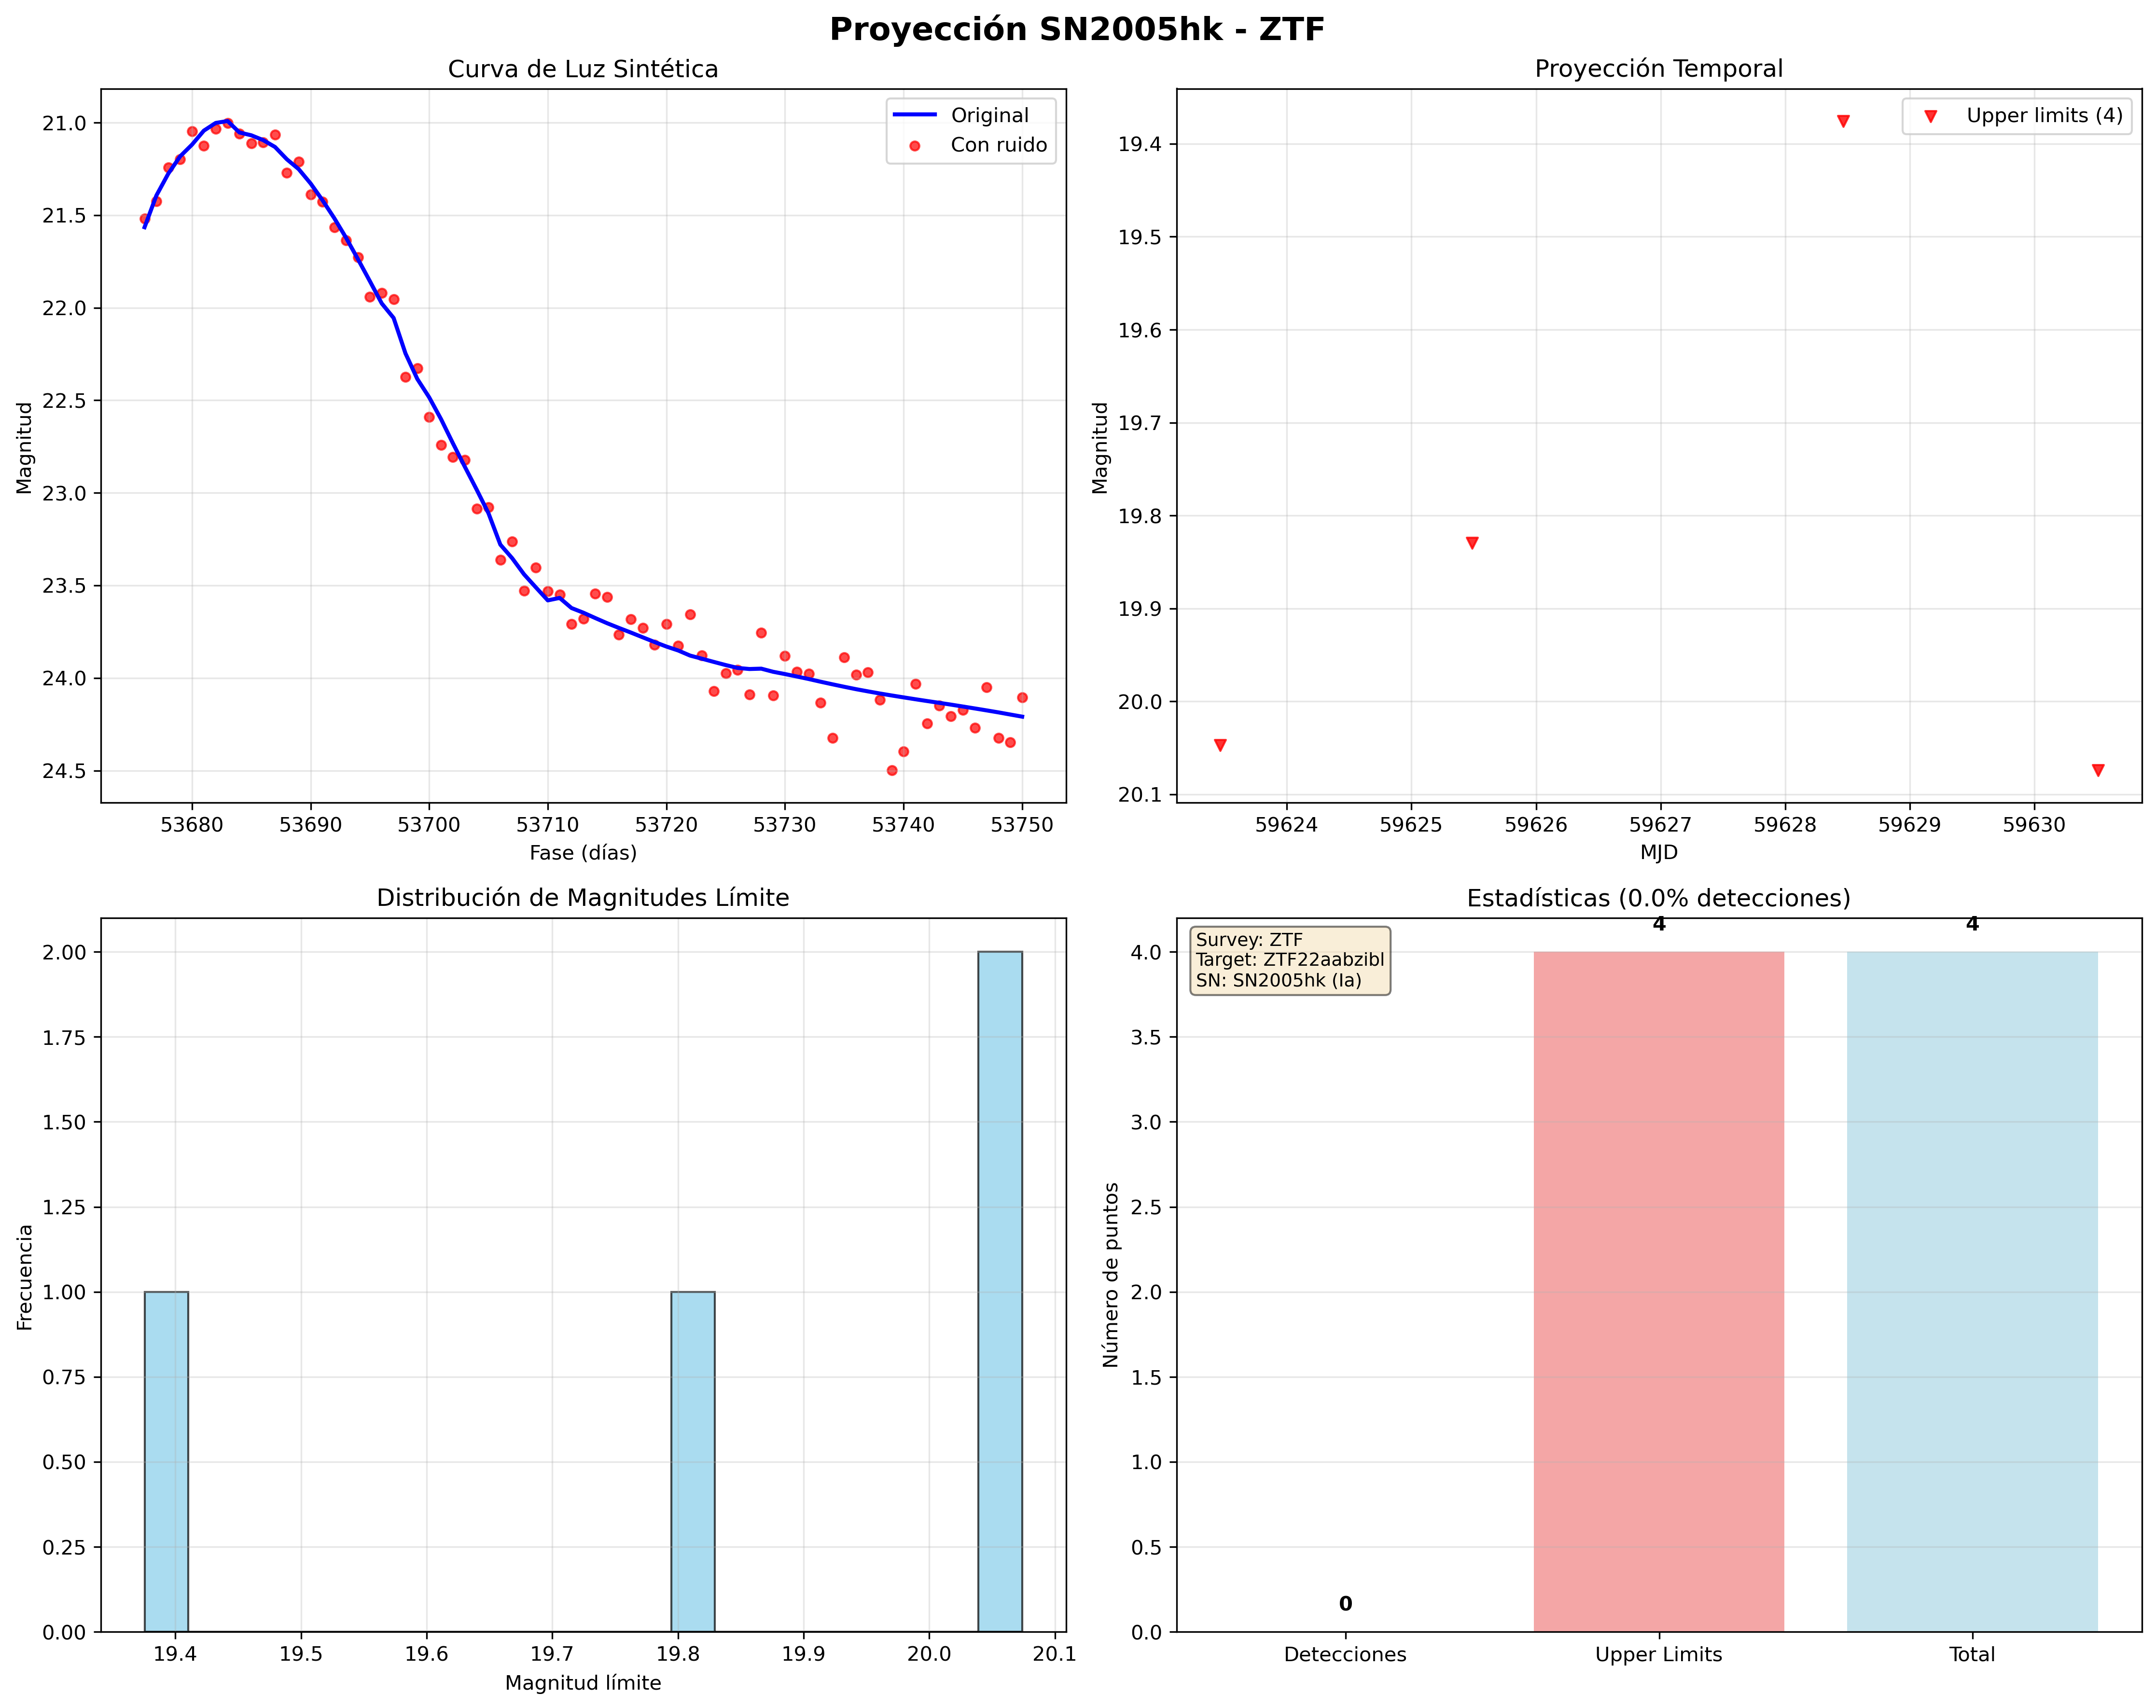 Proyección SN2005hk - ZTF
Curva de Luz Sintética
Original
Con ruido
21.0
21.5
22.0
22.5
23.0
23.5
24.0
24.5
Magnitud
53680 53690 53700 53710 53720 53730 53740 53750
Fase (días)
Proyección Temporal
Upper limits (4)
19.4
19.5
19.6
19.7
19.8
19.9
20.0
20.1
Magnitud
59624 59625 59626 59627 59628 59629 59630
MJD
Distribución de Magnitudes Límite
2.00
1.75
1.50
1.25
1.00
0.75
0.50
0.25
0.00
Frecuencia
19.4 19.5 19.6 19.7 19.8 19.9 20.0 20.1
Magnitud límite
Estadísticas (0.0% detecciones)
Survey: ZTF
Target: ZTF22aabzibl
SN: SN2005hk (Ia)
4 4
0
4.0
3.5
3.0
2.5
2.0
1.5
1.0
0.5
0.0
Número de puntos
Detecciones Upper Limits Total